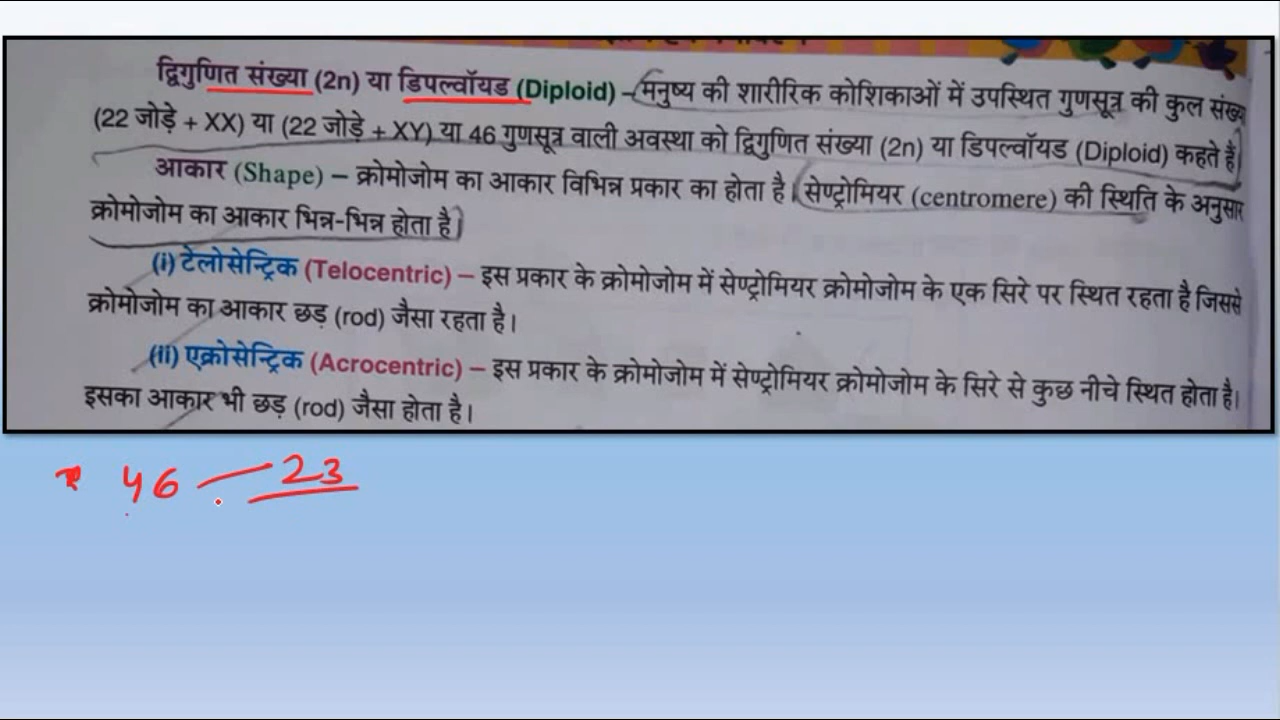 द्विगुणित संख्या (2n) या डिपल्वॉयड (Diploid) – मनुष्य की शारीरिक कोशिकाओं में उपस्थित गुणसूत्र की कुल संख्या
(22 जोड़े + XX) या (22 जोड़े + XY) या 46 गुणसूत्र वाली अवस्था को द्विगुणित संख्या (2n) या डिपल्वॉयड (Diploid) कहते हैं
आकार (Shape) – क्रोमोजोम का आकार विभिन्न प्रकार का होता है। सेण्ट्रोमियर (centromere) की स्थिति के अनुसार
क्रोमोजोम का आकार भिन्न-भिन्न होता है।
(i) टेलोसेन्ट्रिक (Telocentric) – इस प्रकार के क्रोमोजोम में सेण्ट्रोमियर क्रोमोजोम के एक सिरे पर स्थित रहता है जिससे
क्रोमोजोम का आकार छड़ (rod) जैसा रहता है।
(ii) एक्रोसेन्ट्रिक (Acrocentric) – इस प्रकार के क्रोमोजोम में सेण्ट्रोमियर क्रोमोजोम के सिरे से कुछ नीचे स्थित होता है।
इसका आकार भी छड़ (rod) जैसा होता है।
46 — 23